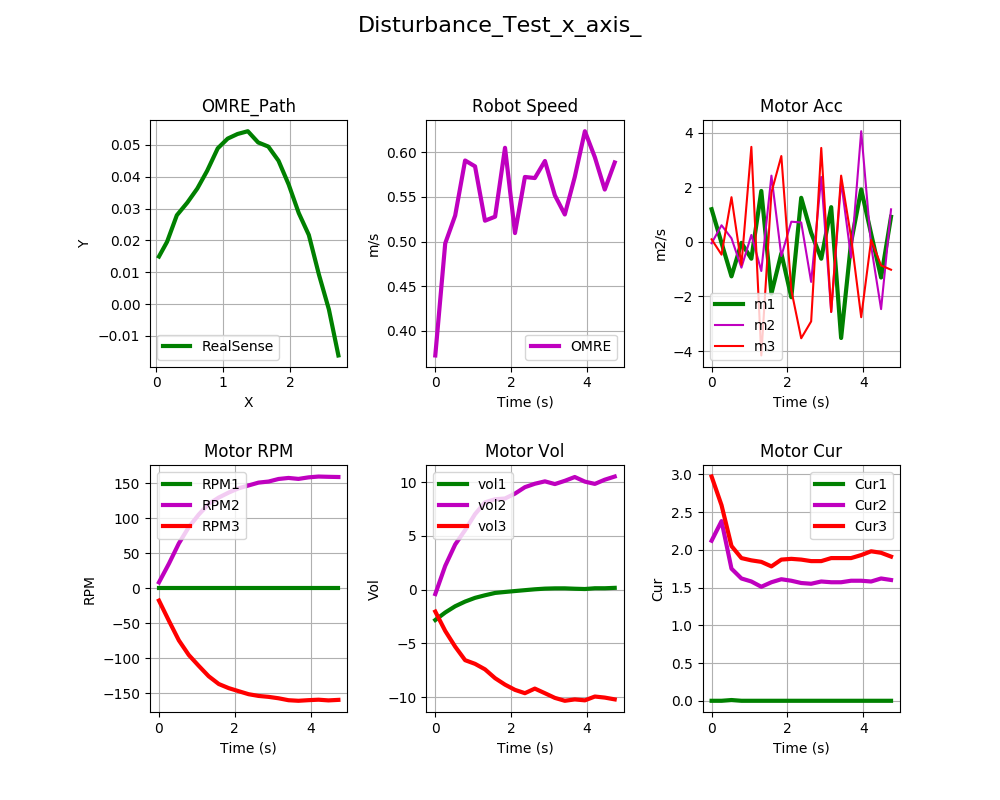 Disturbance_Test_x_axis_
OMRE_Path
Robot Speed
Motor Acc
Y
0.05
0.04
0.03
0.02
0.01
0.00
−0.01
RealSense
0
1
2
X
m/s
0.60
0.55
0.50
0.45
0.40
OMRE
0
2
4
Time (s)
m2/s
4
2
0
−2
−4
m1
m2
m3
0
2
4
Time (s)
Motor RPM
Motor Vol
Motor Cur
RPM
150
100
50
0
−50
−100
−150
RPM1
RPM2
RPM3
0
2
4
Time (s)
Vol
10
5
0
−5
−10
vol1
vol2
vol3
0
2
4
Time (s)
Cur
3.0
2.5
2.0
1.5
1.0
0.5
0.0
Cur1
Cur2
Cur3
0
2
4
Time (s)